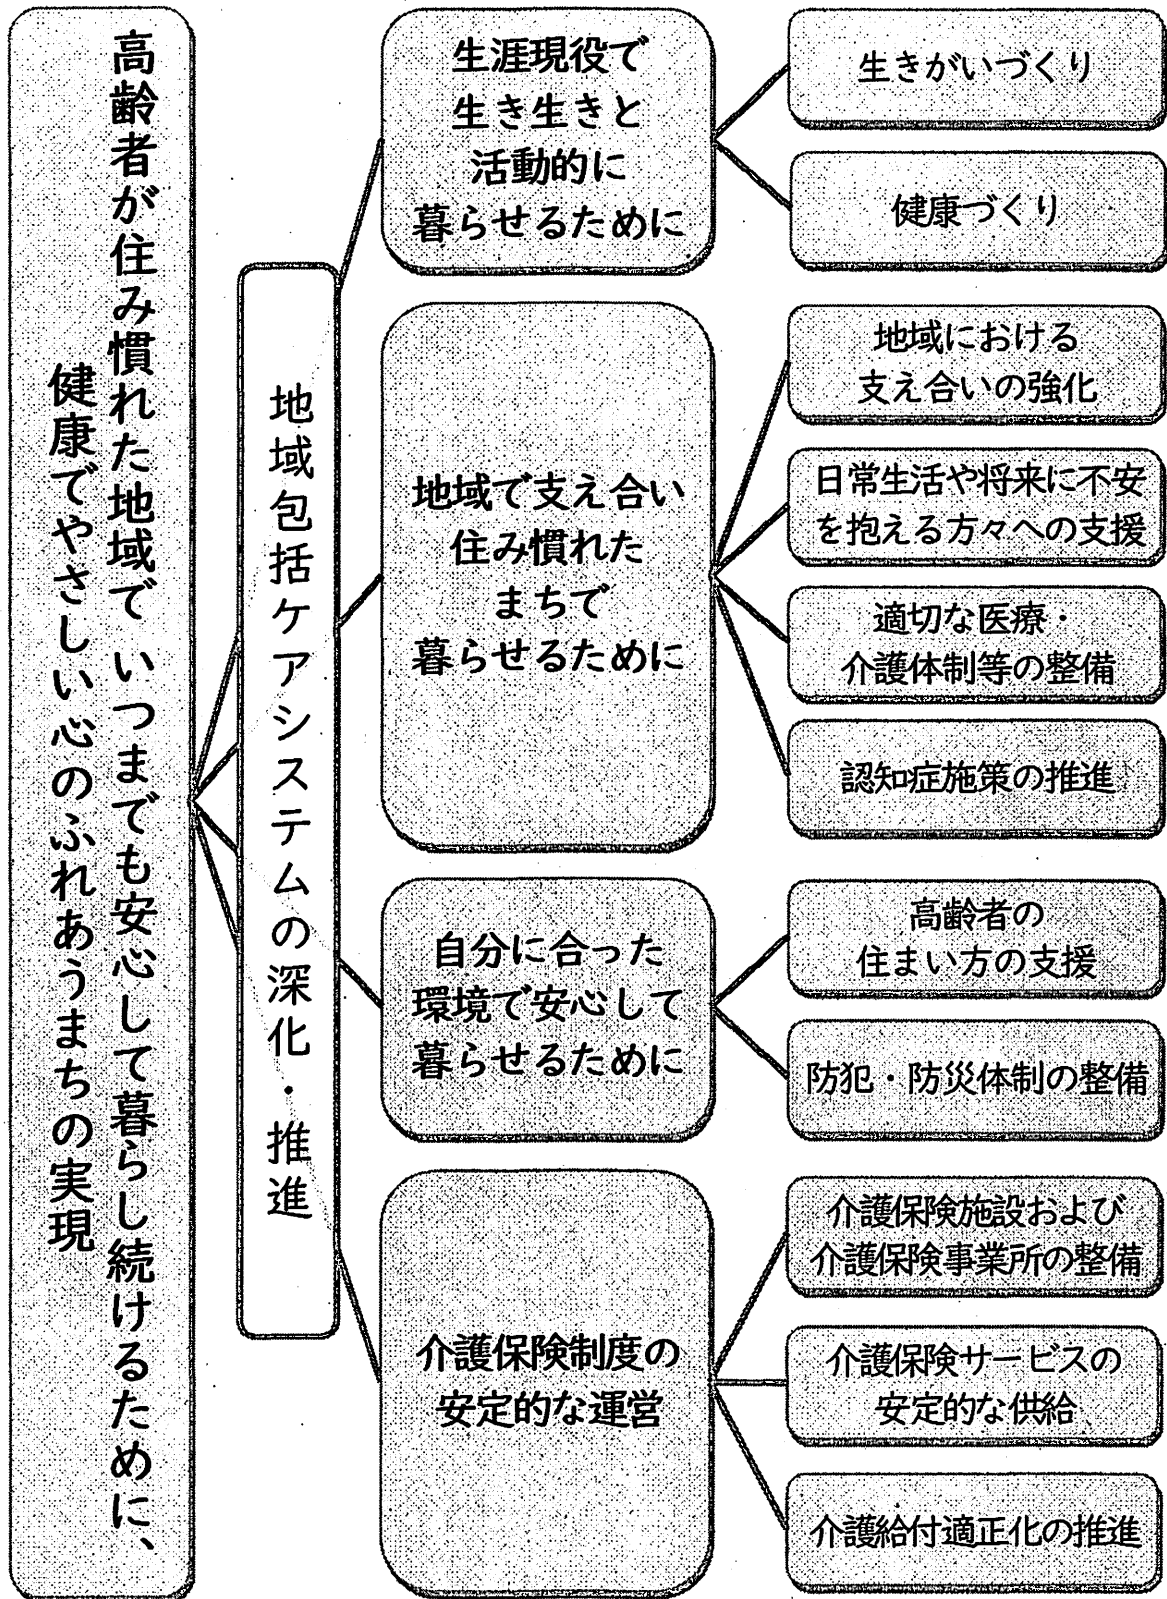 高齢者が住み慣れた地域で いつまでも安心して暮らし続けるために、
健康でやさしい心のふれあうまちの実現
地域包括ケアシステムの深化・推進
生涯現役で
生き生きと
活動的に
暮らせるために
生きがいづくり
健康づくり
地域で支え合い
住み慣れた
まちで
暮らせるために
地域における
支え合いの強化
日常生活や将来に不安
を抱える方々への支援
適切な医療・
介護体制等の整備
認知症施策の推進
自分に合った
環境で安心して
暮らせるために
高齢者の
住まい方の支援
防犯・防災体制の整備
介護保険制度の
安定的な運営
介護保険施設および
介護保険事業所の整備
介護保険サービスの
安定的な供給
介護給付適正化の推進